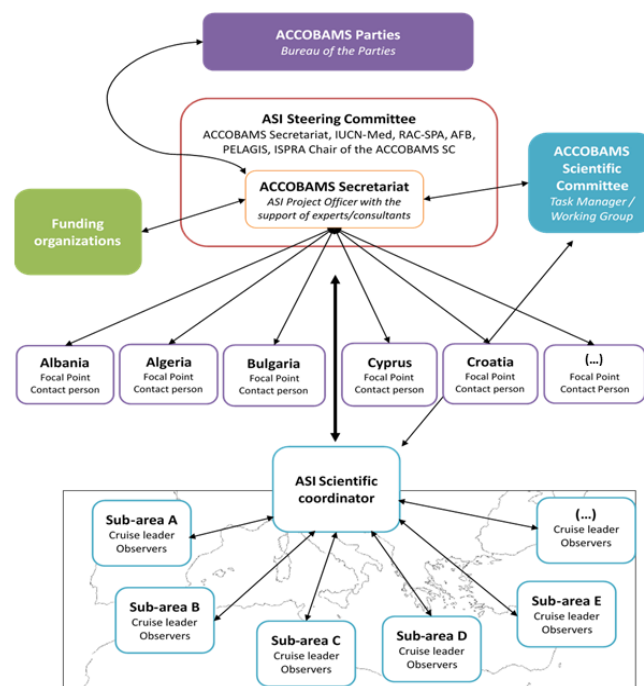 ACCOBAMS Parties
Bureau of the Parties
ASI Steering Committee
ACCOBAMS Secretariat, IUCN-Med, RAC-SPA, AFB,
PELAGIS, ISPRA Chair of the ACCOBAMS SC
ACCOBAMS Secretariat
ASI Project Officer with the
support of experts/consultants
ACCOBAMS
Scientific
Committee
Task Manager /
Working Group
Funding
organizations
Albania
Focal Point
Contact person
Algeria
Focal Point
Contact person
Bulgaria
Focal Point
Contact person
Cyprus
Focal Point
Contact person
Croatia
Focal Point
Contact person
(...)
Focal Point
Contact Person
ASI Scientific
coordinator
Sub-area A
Cruise leader
Observers
(...)
Cruise leader
Observers
Sub-area B
Cruise leader
Observers
Sub-area C
Cruise leader
Observers
Sub-area D
Cruise leader
Observers
Sub-area E
Cruise leader
Observers